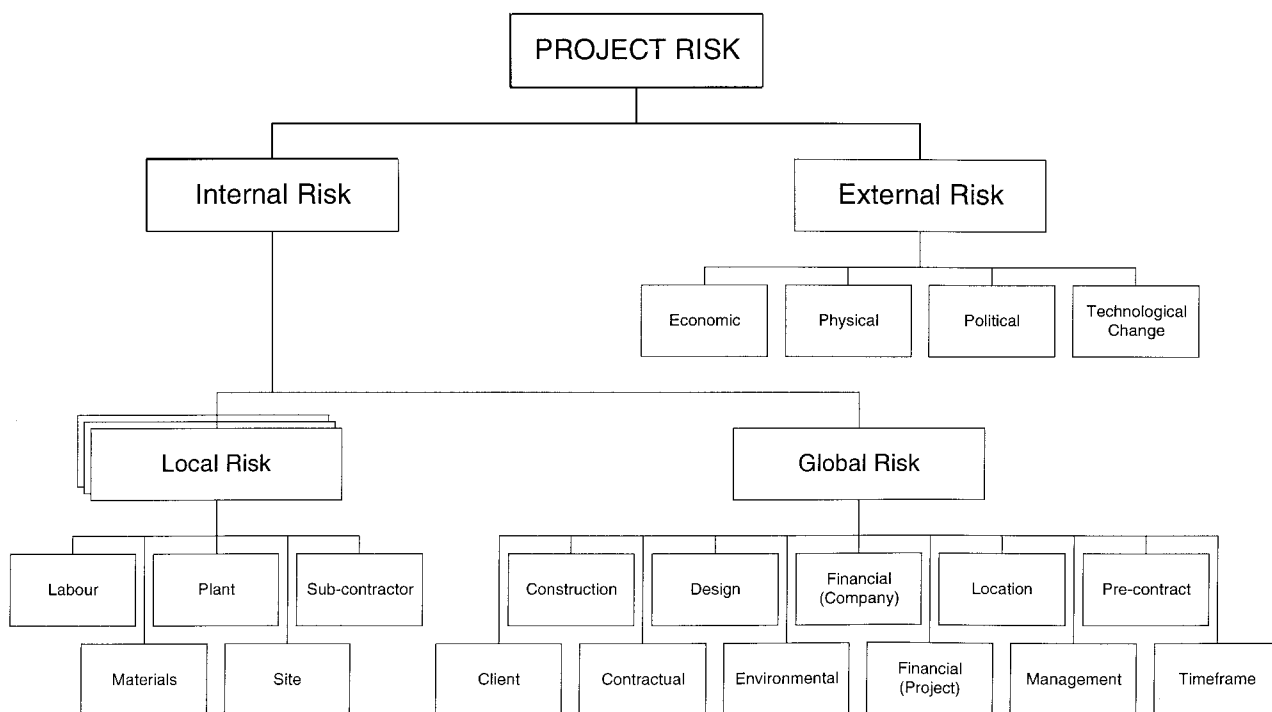 PROJECT RISK
Internal Risk
External Risk
Economic
Physical
Political
Technological
Change
Local Risk
Global Risk
Labour
Plant
Sub-contractor
Construction
Design
Financial
(Company)
Location
Pre-contract
Materials
Site
Client
Contractual
Environmental
Financial
(Project)
Management
Timeframe